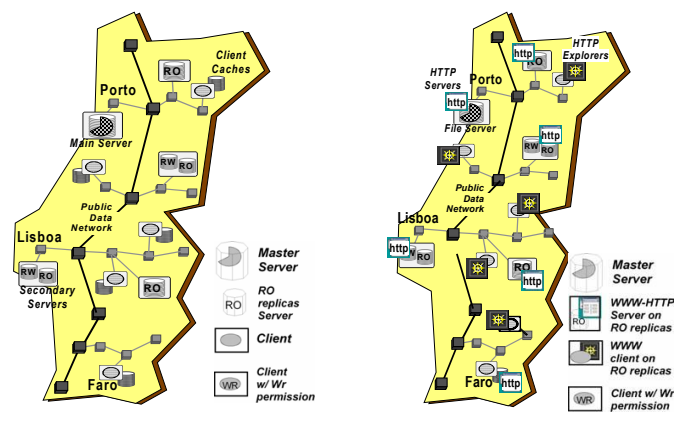 Client
Caches
RO
Porto
Main Server
RW
RO
Public
Data
Network
Lisboa
RW
RO
Secondary
Servers
RO
Faro
Master
Server
RO
RO
replicas
Server
Client
WR
Client
w/ Wr
permission
HTTP
Explorers
http
RO
HTTP
Servers
Porto
http
File Server
http
RW
RO
Public
Data
Network
Lisboa
http
RW
RO
RO
http
Faro
http
Master
Server
RO
WWW-HTTP
Server on
RO replicas
WWW
client on
RO replicas
WR
Client w/ Wr
permission